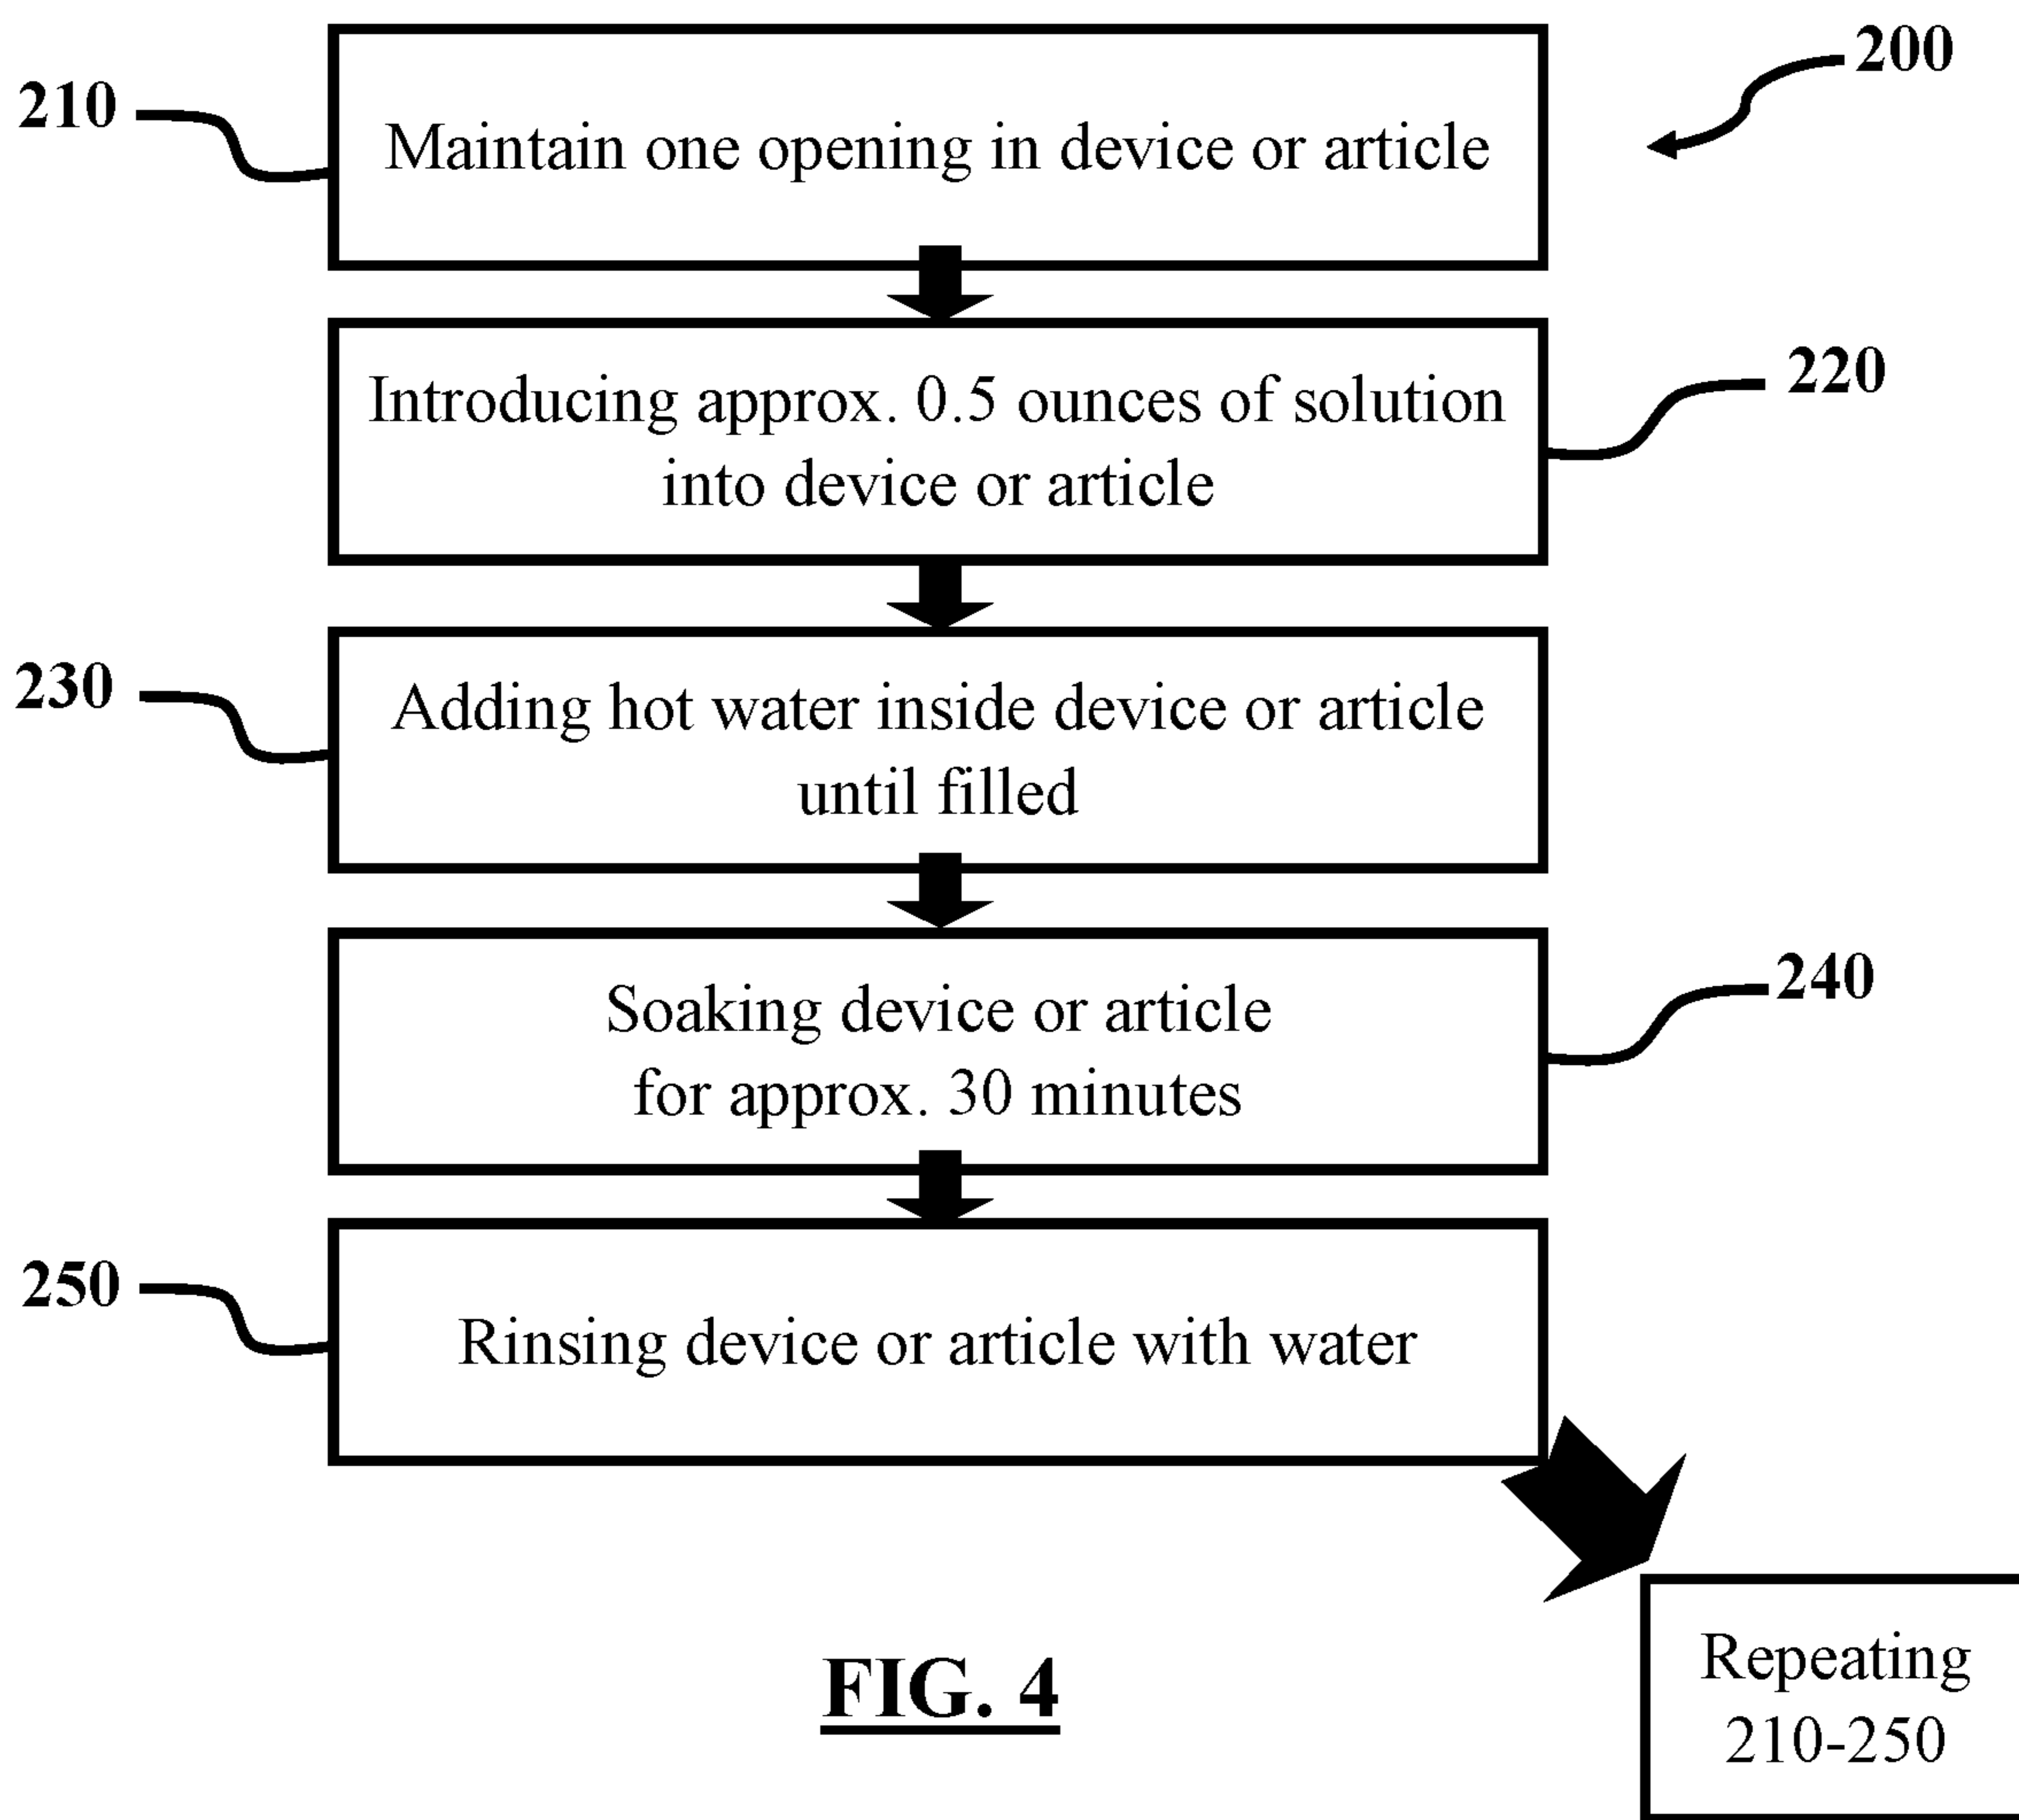 200
210
Maintain one opening in device or article
220
Introducing approx. 0.5 ounces of solution
into device or article
230
Adding hot water inside device or article
until filled
240
Soaking device or article
for approx. 30 minutes
250
Rinsing device or article with water
Repeating
210-250
FIG. 4